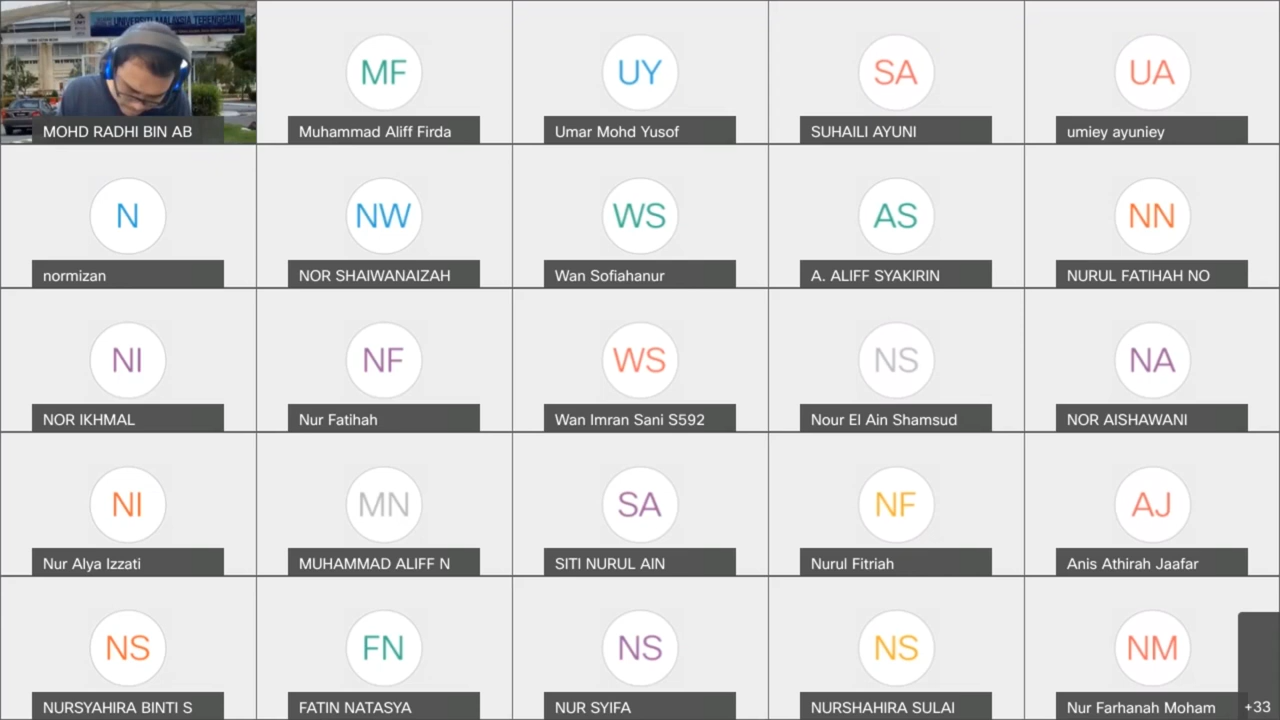 UNIVERSITI MALAYSIA TERENGGANU
MOHD RADHI BIN AB
MF
Muhammad Aliff Firda
UY
Umar Mohd Yusof
SA
SUHAILI AYUNI
UA
umiey ayuniey
N
normizan
NW
NOR SHAIWANAIZAH
WS
Wan Sofiahanur
AS
A. ALIFF SYAKIRIN
NN
NURUL FATIHAH NO
NI
NOR IKHMAL
NF
Nur Fatihah
WS
Wan Imran Sani S592
NS
Nour El Ain Shamsud
NA
NOR AISHAWANI
NI
Nur Alya Izzati
MN
MUHAMMAD ALIFF N
SA
SITI NURUL AIN
NF
Nurul Fitriah
AJ
Anis Athirah Jaafar
NS
NURSYAHIRA BINTI S
FN
FATIN NATASYA
NS
NUR SYIFA
NS
NURSHAHIRA SULAI
NM
Nur Farhanah Moham
+33